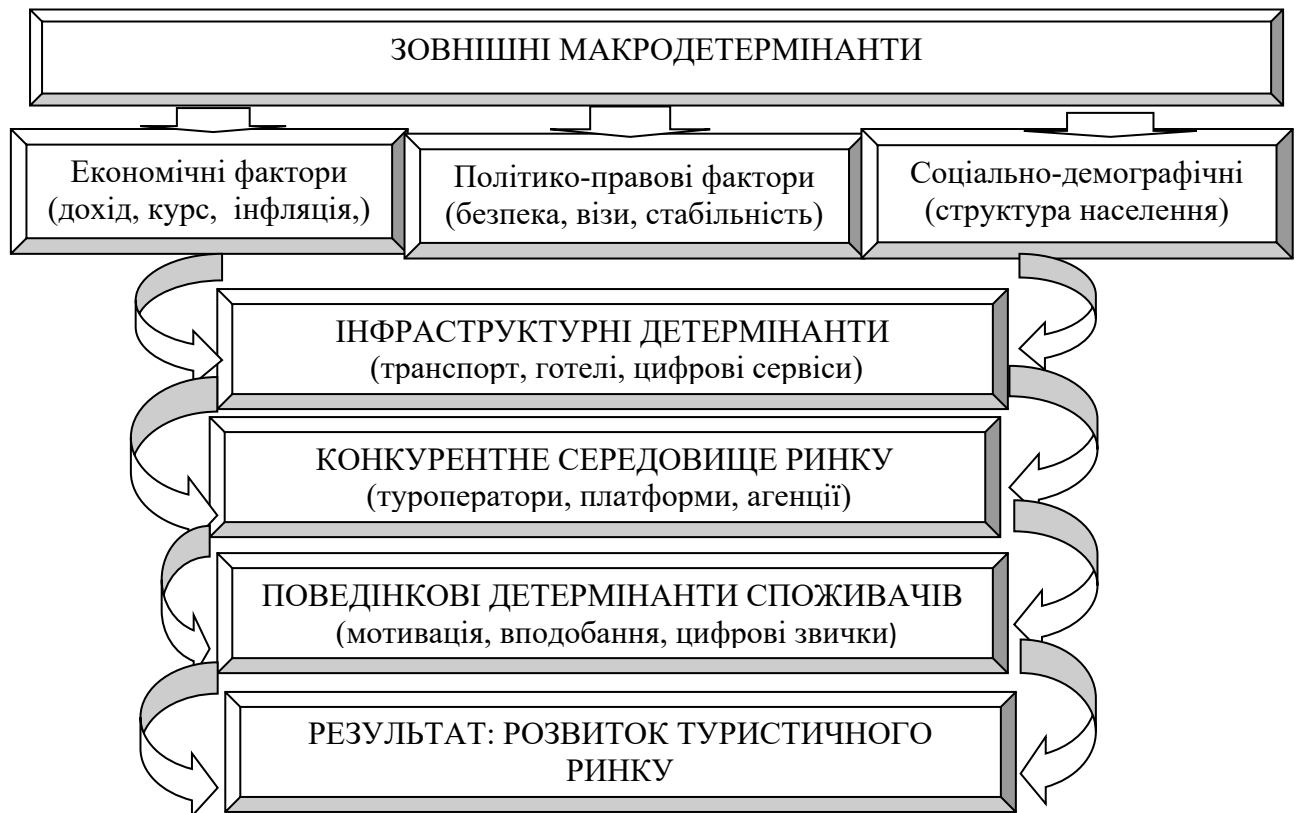 ЗОВНІШНІ МАКРОДЕТЕРМІНАНТИ
Економічні фактори
(дохід, курс, інфляція,)
Політико-правові фактори
(безпека, візи, стабільність)
Соціально-демографічні
(структура населення)
ІНФРАСТРУКТУРНІ ДЕТЕРМІНАНТИ
(транспорт, готелі, цифрові сервіси)
КОНКУРЕНТНЕ СЕРЕДОВИЩЕ РИНКУ
(туроператори, платформи, агенції)
ПОВЕДІНКОВІ ДЕТЕРМІНАНТИ СПОЖИВАЧІВ
(мотивація, вподобання, цифрові звички)
РЕЗУЛЬТАТ: РОЗВИТОК ТУРИСТИЧНОГО
РИНКУ